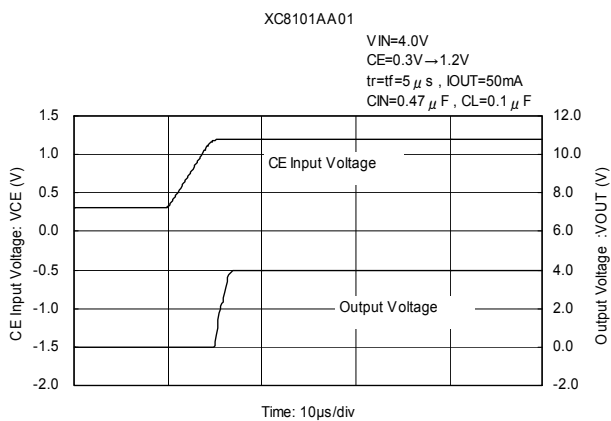 XC8101AA01
VIN=4.0V
CE=0.3V→1.2V
tr=tf=5μs , IOUT=50mA
CIN=0.47μF , CL=0.1μF
1.5
1.0
0.5
0.0
-0.5
-1.0
-1.5
-2.0
CE Input Voltage: VCE (V)
CE Input Voltage
Output Voltage
12.0
10.0
8.0
6.0
4.0
2.0
0.0
-2.0
Output Voltage :VOUT (V)
Time: 10μs/div